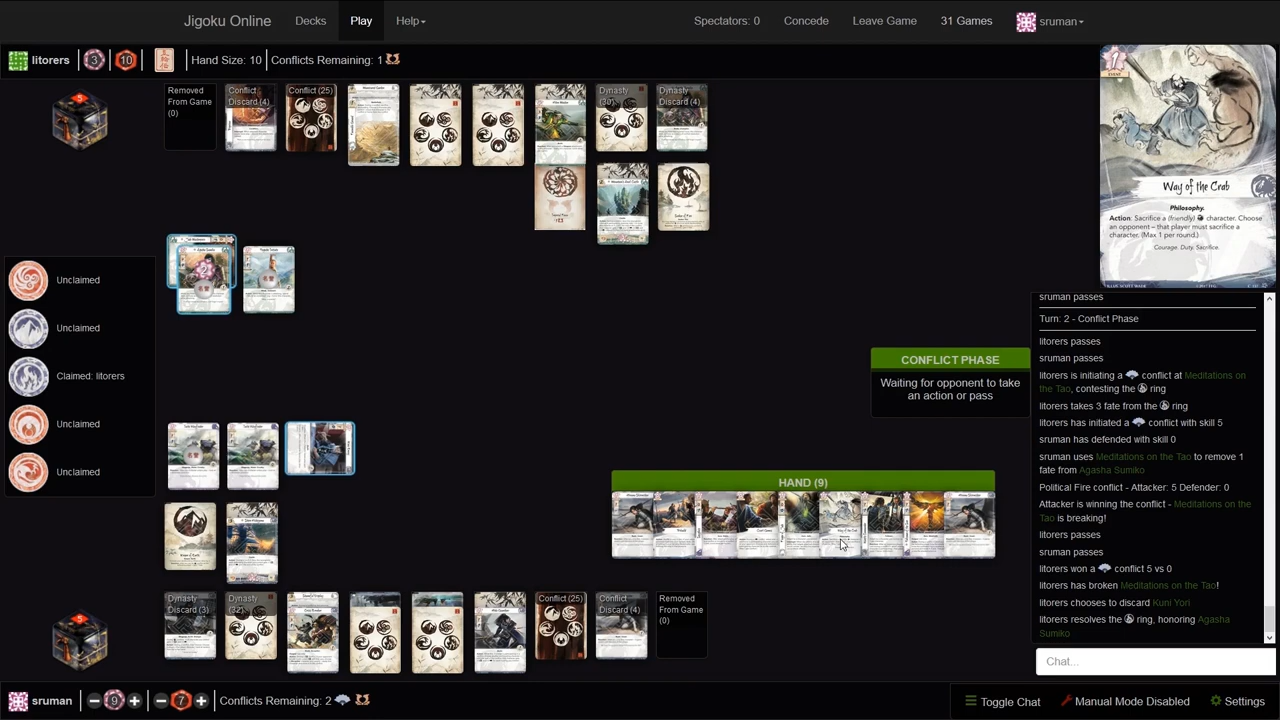 Jigoku Online
Decks
Play
Help
Spectators: 0
Concede
Leave Game
31 Games
sruman
litorers
3
10
Hand Size: 10
Conflicts Remaining: 1
Removed From Game (0)
Conflict Discard (4)
Conflict (25)
Dynasty (30)
Dynasty Discard (4)
1
EVENT
Way of the Crab
Philosophy.
Action: Sacrifice a (friendly) character. Choose
an opponent – that player must sacrifice a
character. (Max 1 per round.)
Courage. Duty. Sacrifice.
Unclaimed
Unclaimed
Claimed: litorers
Unclaimed
Unclaimed
2
CONFLICT PHASE
Waiting for opponent to take
an action or pass
sruman passes
Turn: 2 - Conflict Phase
litorers passes
sruman passes
litorers is initiating a conflict at Meditations on
the Tao, contesting the ring
litorers takes 3 fate from the ring
litorers has initiated a conflict with skill 5
sruman has defended with skill 0
sruman uses Meditations on the Tao to remove 1
fate from Agasha Sumiko
Political Fire conflict - Attacker: 5 Defender: 0
Attacker is winning the conflict - Meditations on
the Tao is breaking!
litorers passes
sruman passes
litorers won a conflict 5 vs 0
litorers has broken Meditations on the Tao!
litorers chooses to discard Kuni Yori
litorers resolves the ring, honoring Agasha
Sumiko
HAND (9)
Dynasty Discard (3)
Dynasty (32)
Conflict (25)
Conflict Discard (4)
Removed From Game (0)
Chat...
sruman
9
7
Conflicts Remaining: 2
Toggle Chat
Manual Mode Disabled
Settings